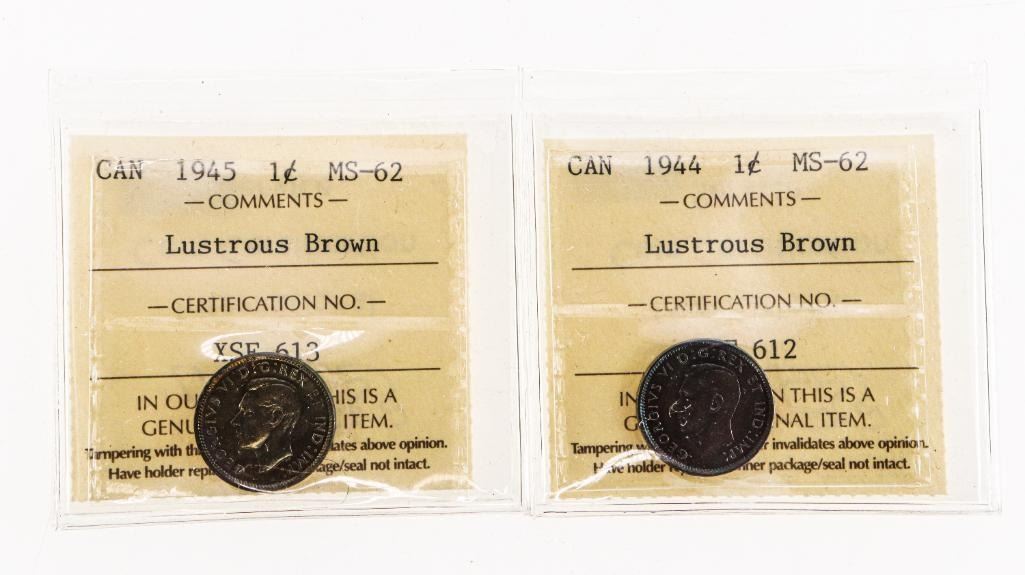 CAN 1945 1¢ MS-62
— COMMENTS —
Lustrous Brown
— CERTIFICATION NO. —
XSF 613
IN OU HIS IS A
GENU ITEM.
Tampering with th ates above opinion.
Have holder rep age/seal not intact.
GEORGIVS VI D:G:REX ET IND:IMP:
CAN 1944 1¢ MS-62
— COMMENTS —
Lustrous Brown
— CERTIFICATION NO. —
612
IN N THIS IS A
G NAL ITEM.
Tampering w r invalidates above opinion.
Have holder ner package/seal not intact.
GEORGIVS VI D:G:REX ET IND:IMP: